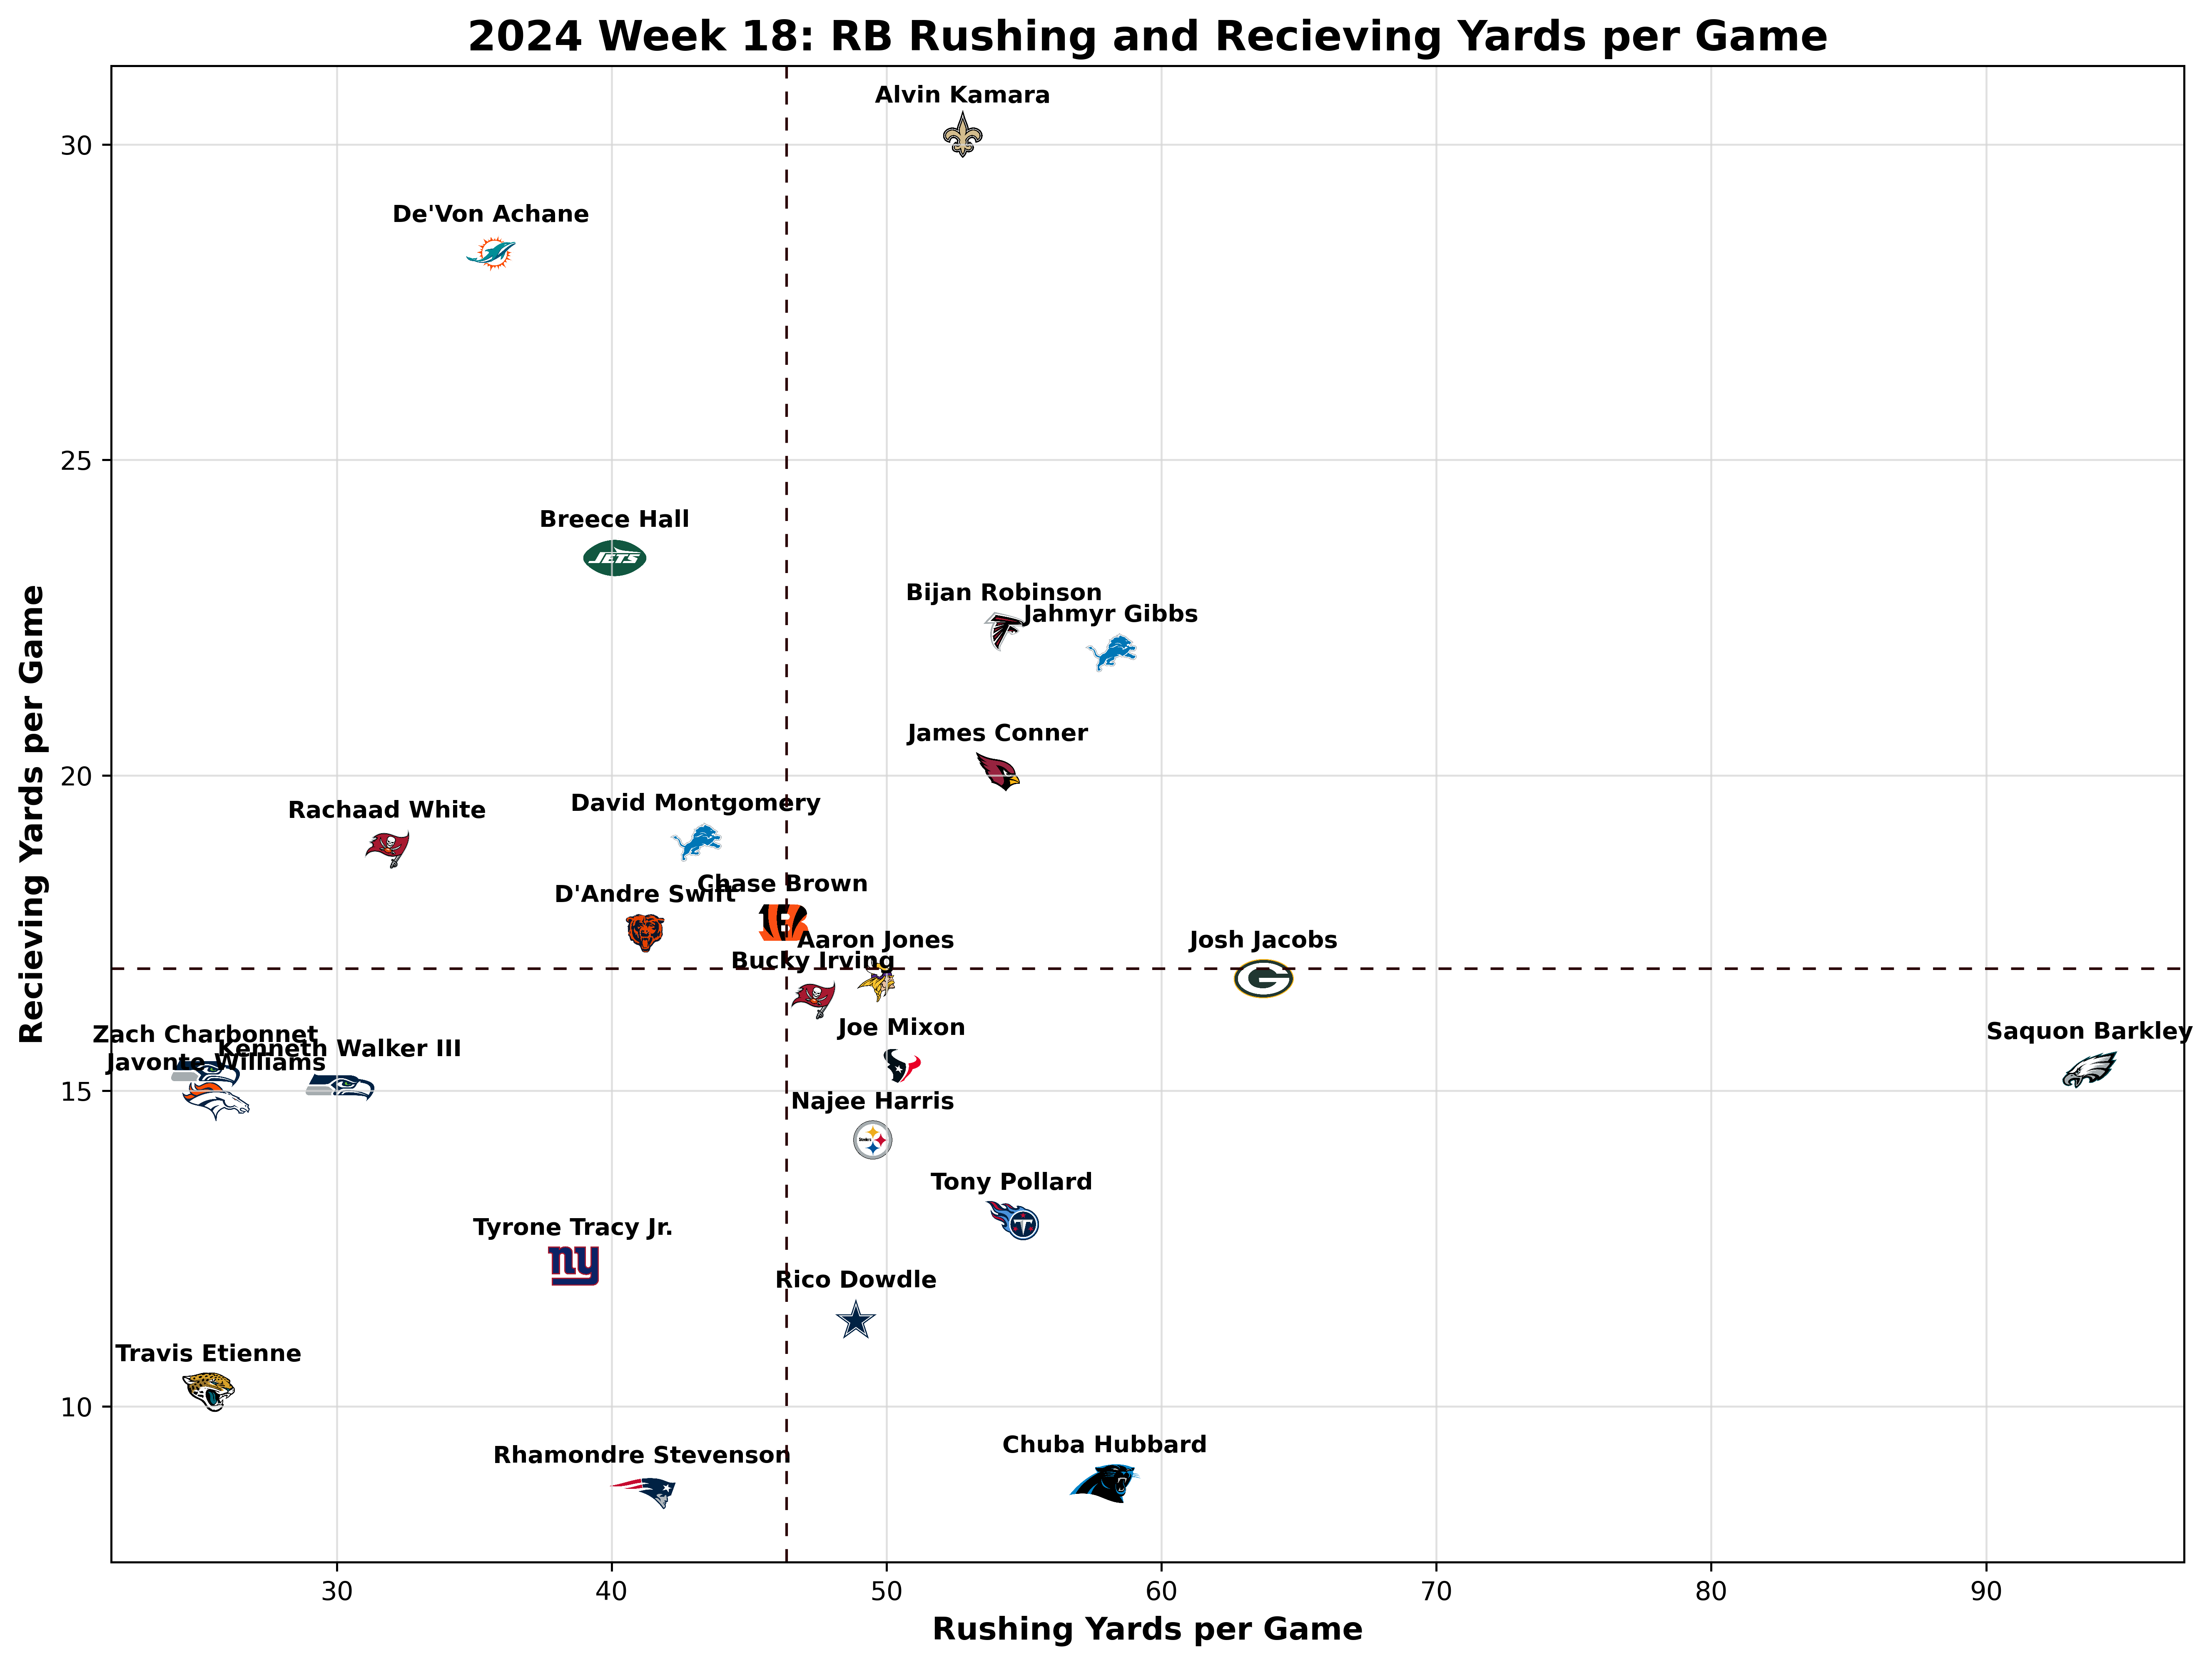 2024 Week 18: RB Rushing and Recieving Yards per Game
Alvin Kamara
30
De'Von Achane
25
Breece Hall
JETS
Bijan Robinson
Jahmyr Gibbs
James Conner
20
David Montgomery
Rachaad White
Chase Brown
D'Andre Swift
B
Aaron Jones
Josh Jacobs
Bucky Irving
G
Joe Mixon
Saquon Barkley
Zach Charbonnet
Kenneth Walker III
Javonte Williams
15
Najee Harris
Steelers
Tony Pollard
T
Tyrone Tracy Jr.
ny
Rico Dowdle
Travis Etienne
10
Chuba Hubbard
Rhamondre Stevenson
Recieving Yards per Game
30 40 50 60 70 80 90
Rushing Yards per Game